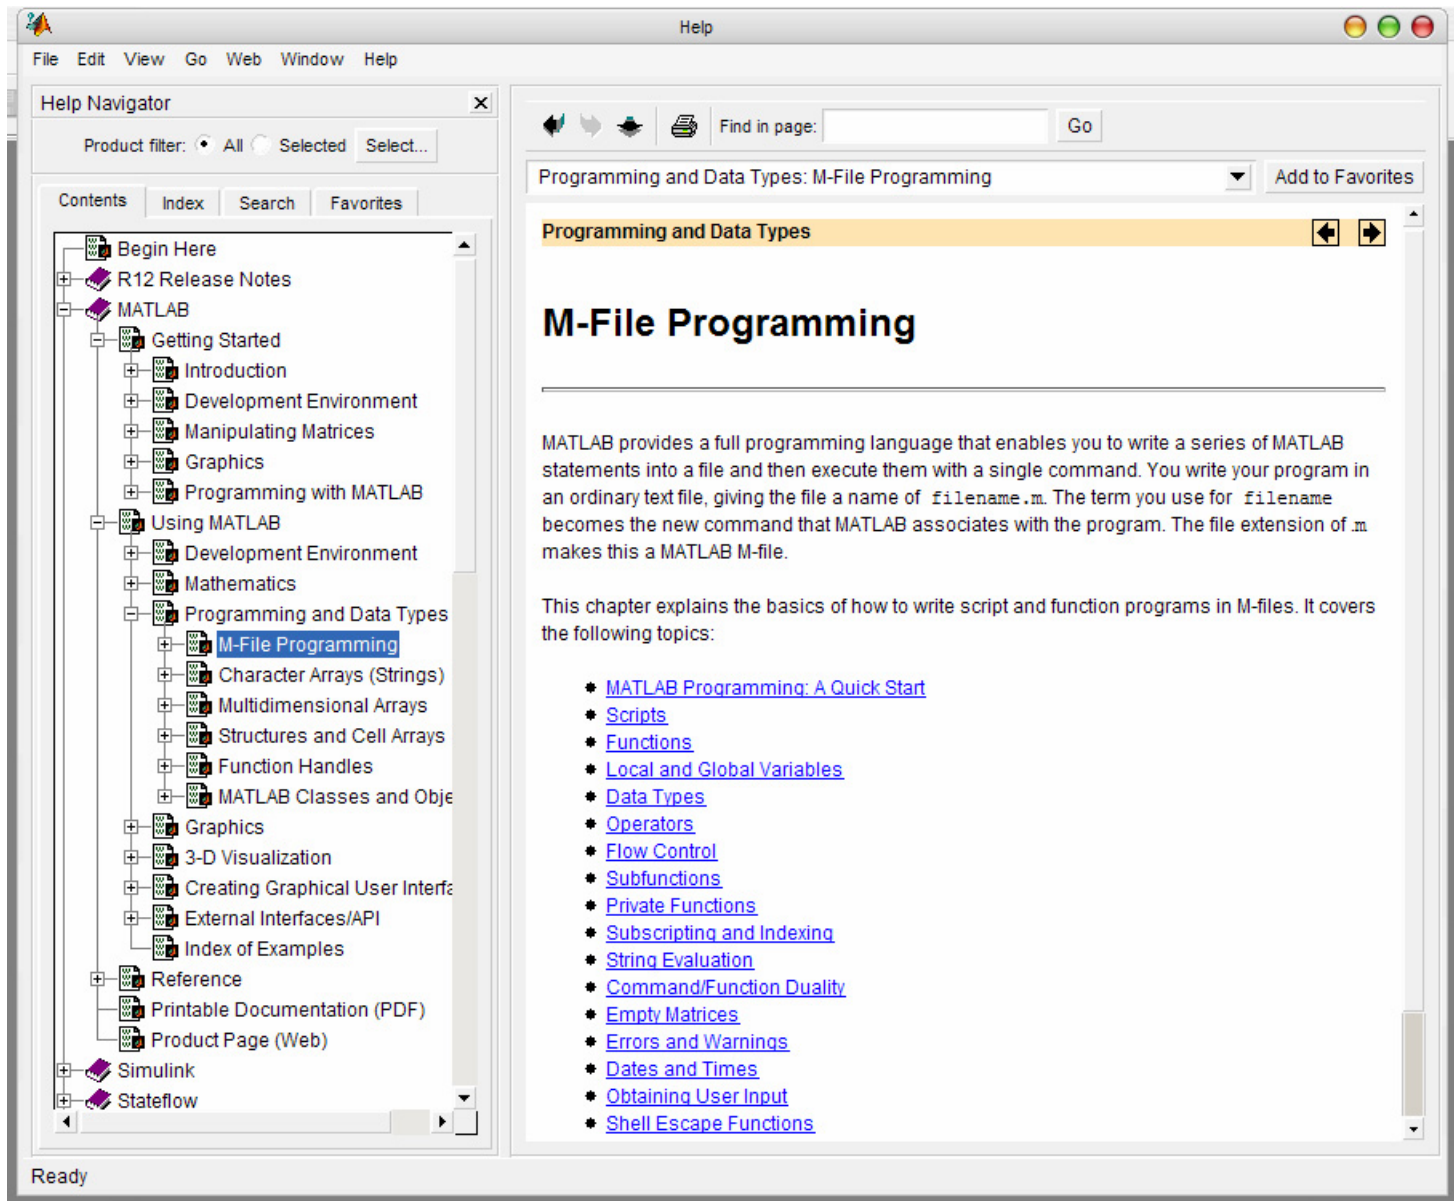 Help
File Edit View Go Web Window Help
Help Navigator
Product filter: All Selected Select...
Contents Index Search Favorites
Begin Here
R12 Release Notes
MATLAB
Getting Started
Introduction
Development Environment
Manipulating Matrices
Graphics
Programming with MATLAB
Using MATLAB
Development Environment
Mathematics
Programming and Data Types
M-File Programming
Character Arrays (Strings)
Multidimensional Arrays
Structures and Cell Arrays
Function Handles
MATLAB Classes and Obje
Graphics
3-D Visualization
Creating Graphical User Interfa
External Interfaces/API
Index of Examples
Reference
Printable Documentation (PDF)
Product Page (Web)
Simulink
Stateflow
Find in page: Go
Programming and Data Types: M-File Programming Add to Favorites
Programming and Data Types
M-File Programming
MATLAB provides a full programming language that enables you to write a series of MATLAB
statements into a file and then execute them with a single command. You write your program in
an ordinary text file, giving the file a name of filename.m. The term you use for filename
becomes the new command that MATLAB associates with the program. The file extension of .m
makes this a MATLAB M-file.
This chapter explains the basics of how to write script and function programs in M-files. It covers
the following topics:
MATLAB Programming: A Quick Start
Scripts
Functions
Local and Global Variables
Data Types
Operators
Flow Control
Subfunctions
Private Functions
Subscripting and Indexing
String Evaluation
Command/Function Duality
Empty Matrices
Errors and Warnings
Dates and Times
Obtaining User Input
Shell Escape Functions
Ready